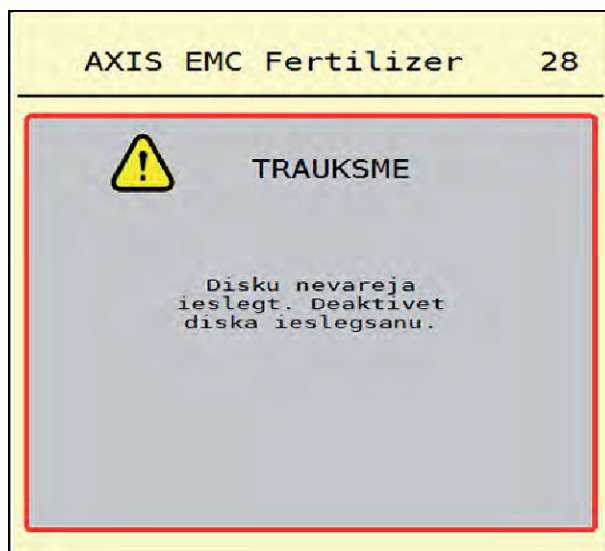 AXIS EMC Fertilizer 28
TRAUKSME
Disku nevareja
ieslegt. Deaktivet
diska ieslegsanu.